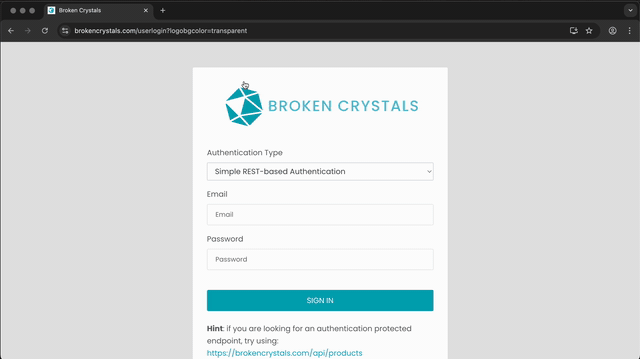 Broken Crystals
brokencrystals.com/userlogin?logobgcolor=transparent
BROKEN CRYSTALS
Authentication Type
Simple REST-based Authentication
Email
Email
Password
Password
SIGN IN
Hint: if you are looking for an authentication protected
endpoint, try using:
https://brokencrystals.com/api/products